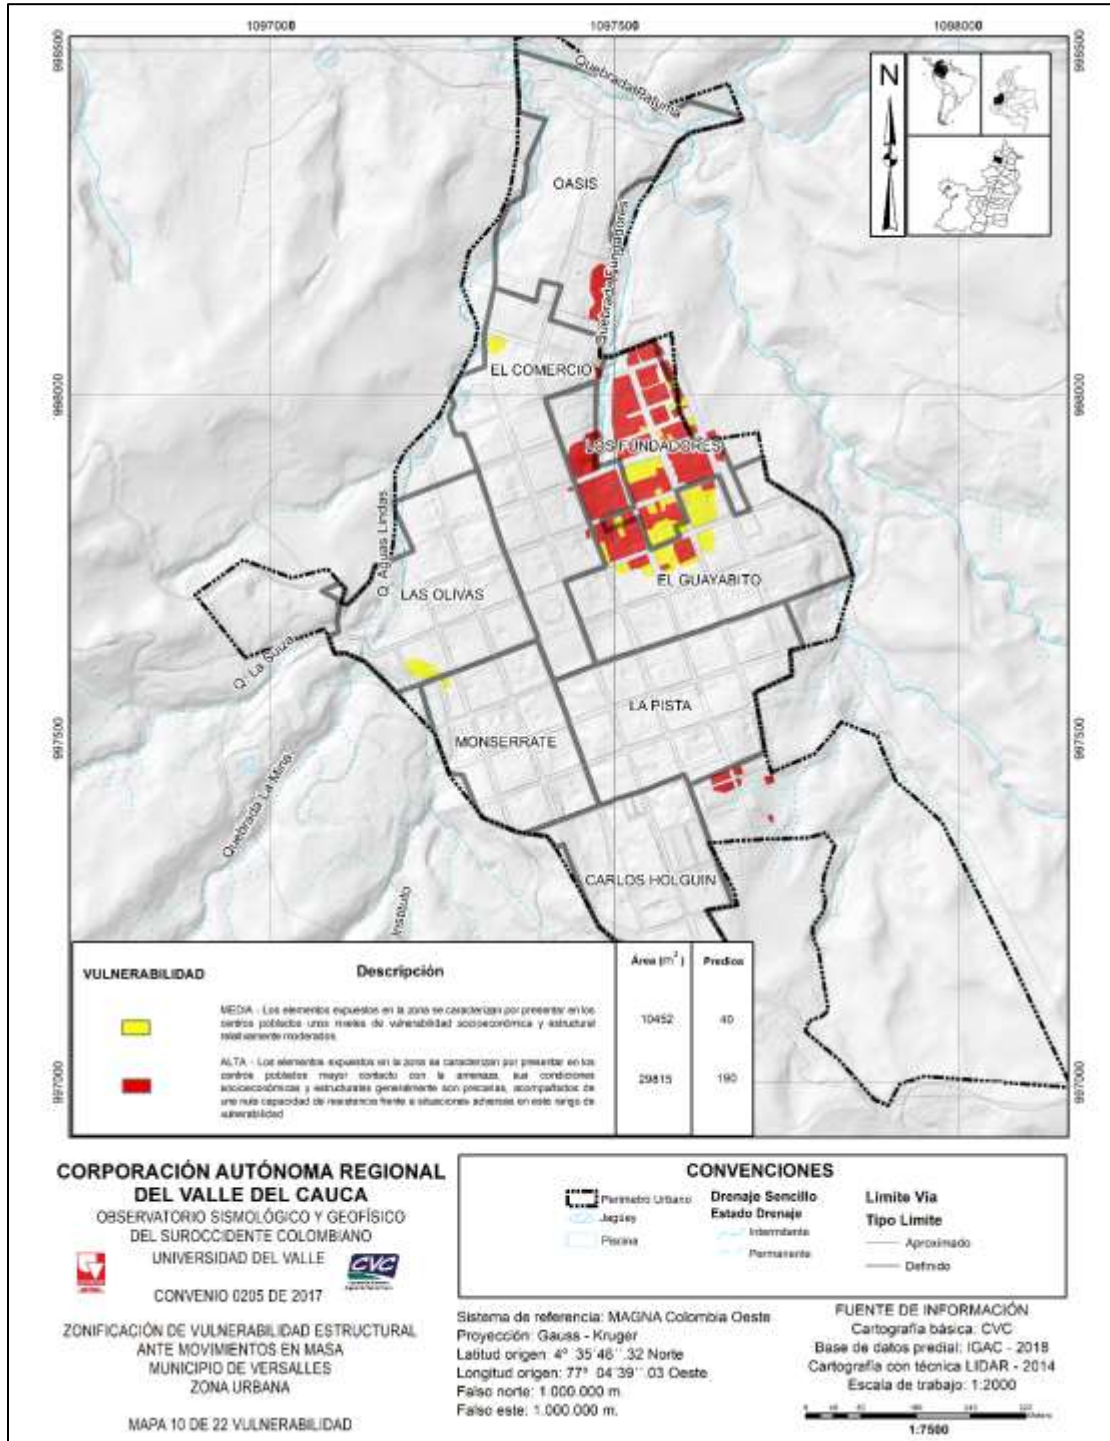 1097000 1097500 1098000
998500 998500
Quebrada Patuma
N
OASIS
Quebrada Fundadores
EL COMERCIO
998000 998000
LOS FUNDADORES
Q. Aguas Lindas
LAS OLIVAS
EL GUAYABITO
Q. La Suiza
LA PISTA
997500 997500
MONSERRATE
Quebrada La Mina
CARLOS HOLGUIN
Instituto
997000 997000
VULNERABILIDAD Descripción Área (m²) Predios
MEDIA - Los elementos expuestos en la zona se caracterizan por presentar en los
centros poblados unos niveles de vulnerabilidad socioeconómica y estructural
relativamente moderados.
10452 40
ALTA - Los elementos expuestos en la zona se caracterizan por presentar en los
centros poblados mayor contacto con la amenaza, sus condiciones
socioeconómicas y estructurales generalmente son precarias, acompañados de
una nula capacidad de resistencia frente a situaciones adversas en este rango de
vulnerabilidad
29815 190
CORPORACIÓN AUTÓNOMA REGIONAL
DEL VALLE DEL CAUCA
OBSERVATORIO SISMOLÓGICO Y GEOFÍSICO
DEL SUROCCIDENTE COLOMBIANO
UNIVERSIDAD DEL VALLE
CVC
CONVENIO 0205 DE 2017
ZONIFICACIÓN DE VULNERABILIDAD ESTRUCTURAL
ANTE MOVIMIENTOS EN MASA
MUNICIPIO DE VERSALLES
ZONA URBANA
MAPA 10 DE 22 VULNERABILIDAD
CONVENCIONES
Perimetro Urbano
Jagüey
Piscina
Drenaje Sencillo
Estado Drenaje
Intermitente
Permanente
Limite Via
Tipo Limite
Aproximado
Definido
Sistema de referencia: MAGNA Colombia Oeste
Proyección: Gauss - Kruger
Latitud origen: 4° 35´46´´.32 Norte
Longitud origen: 77° 04´39´´.03 Oeste
Falso norte: 1.000.000 m.
Falso este: 1.000.000 m.
FUENTE DE INFORMACIÓN
Cartografía básica: CVC
Base de datos predial: IGAC - 2018
Cartografía con técnica LIDAR - 2014
Escala de trabajo: 1:2000
1:7500